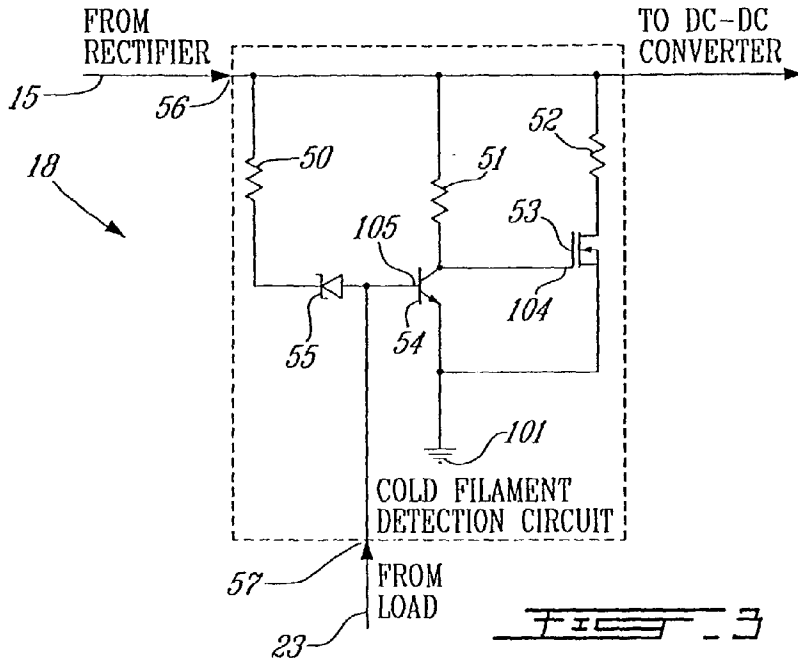 FROM
RECTIFIER
TO DC-DC
CONVERTER
15
56
52
50
51
18
53
105
104
55
54
101
COLD FILAMENT
DETECTION CIRCUIT
57
FROM
LOAD
23
FIG_3